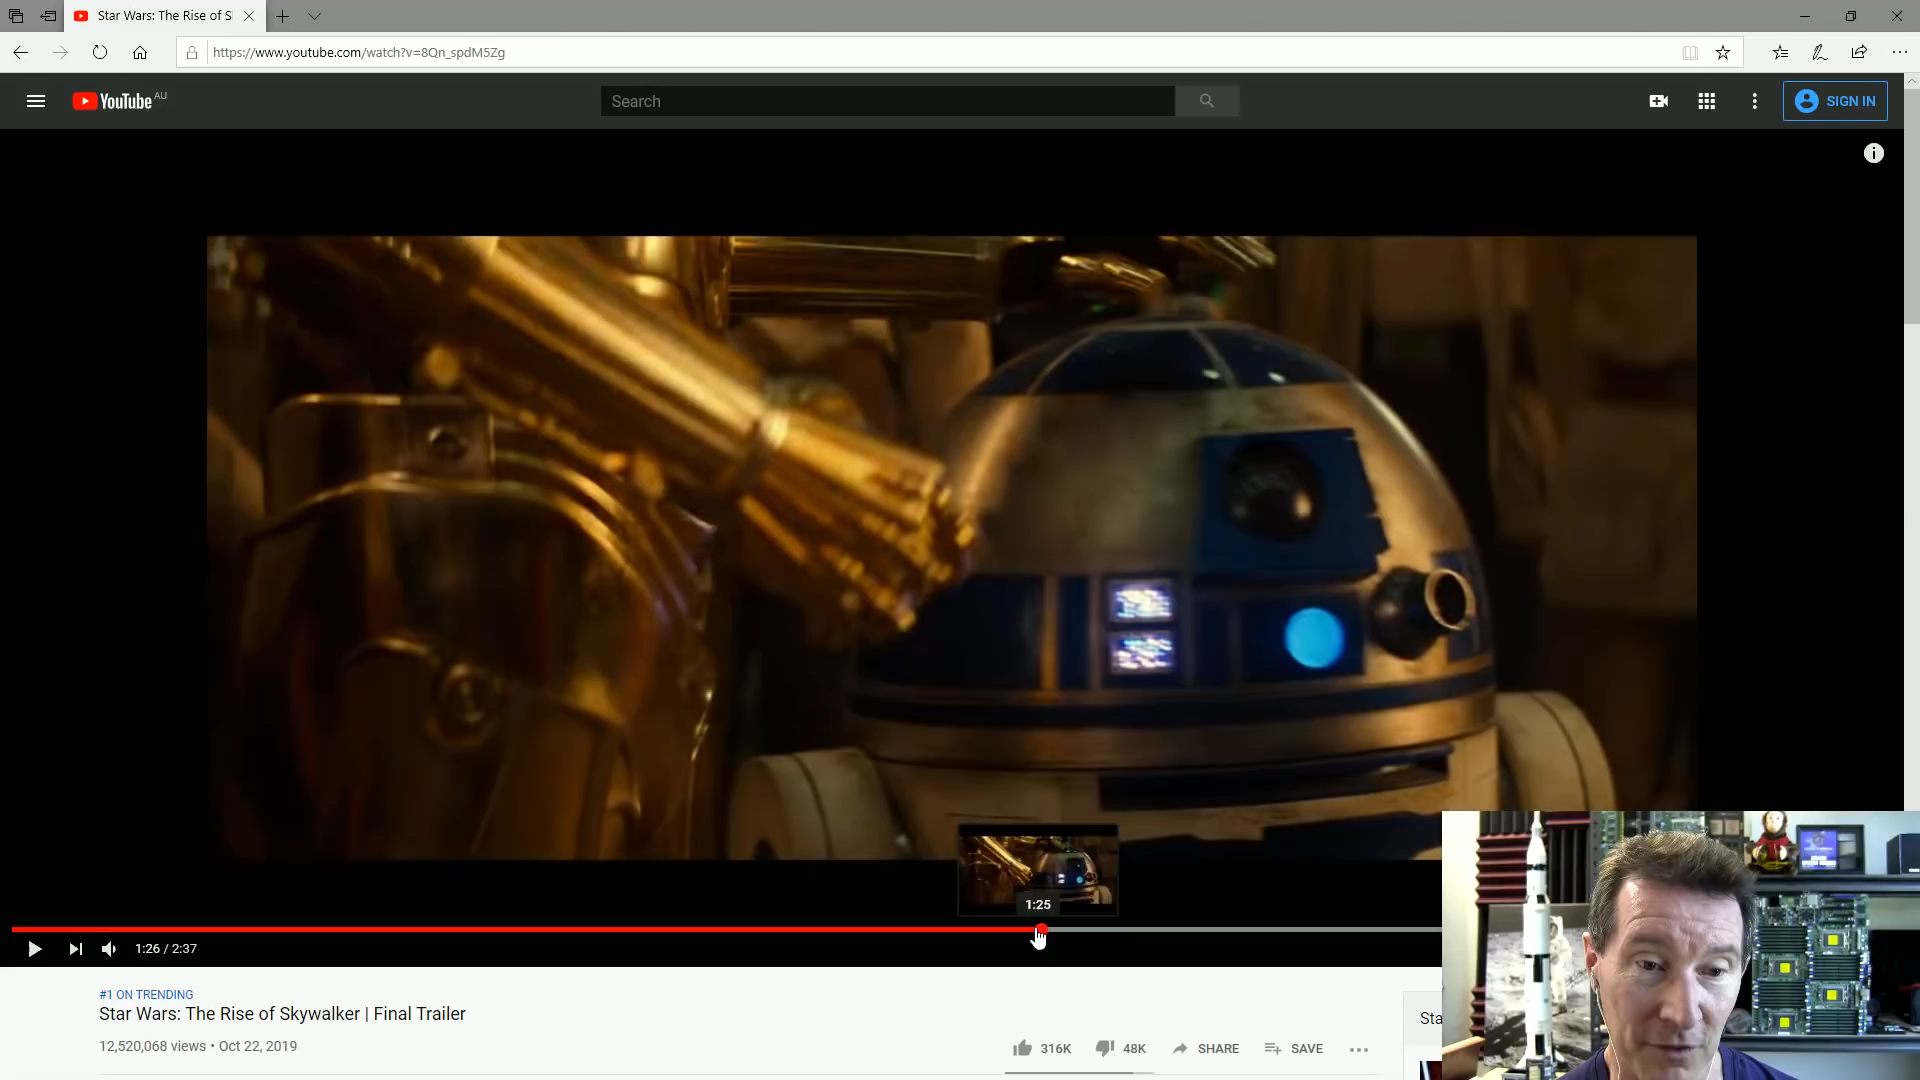 Star Wars: The Rise of S
https://www.youtube.com/watch?v=8Qn_spdM5Zg
YouTube AU
Search
SIGN IN
1:25
1:26 / 2:37
#1 ON TRENDING
Star Wars: The Rise of Skywalker | Final Trailer
12,520,068 views • Oct 22, 2019
316K
48K
SHARE
SAVE
Sta